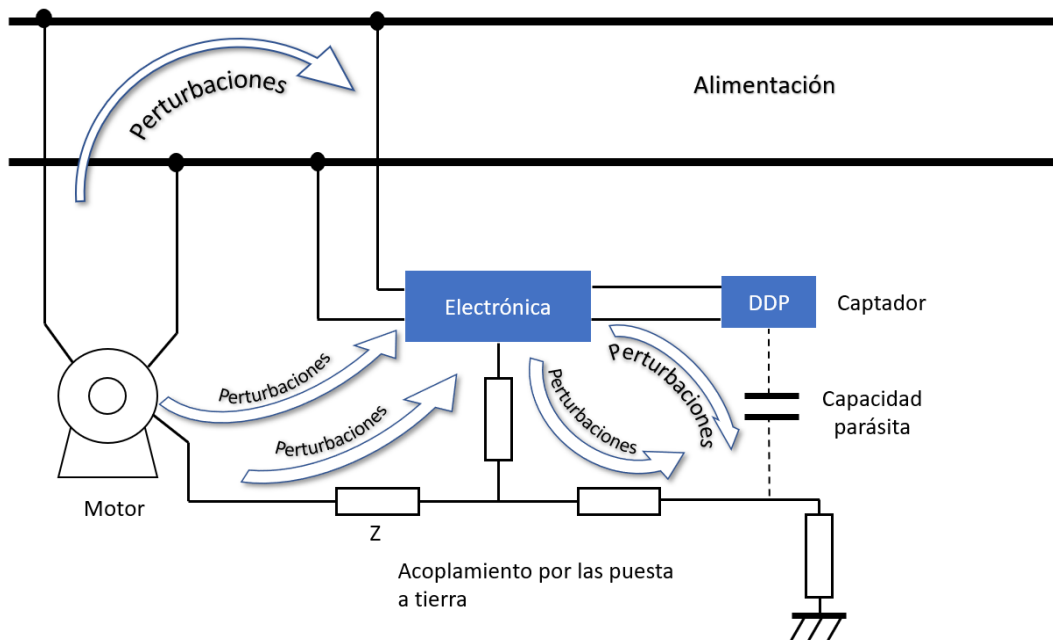 Perturbaciones
Alimentación
Electrónica
DDP
Captador
Perturbaciones
Perturbaciones
Perturbaciones
Perturbaciones
Capacidad
parásita
Motor
Z
Acoplamiento por las puesta
a tierra